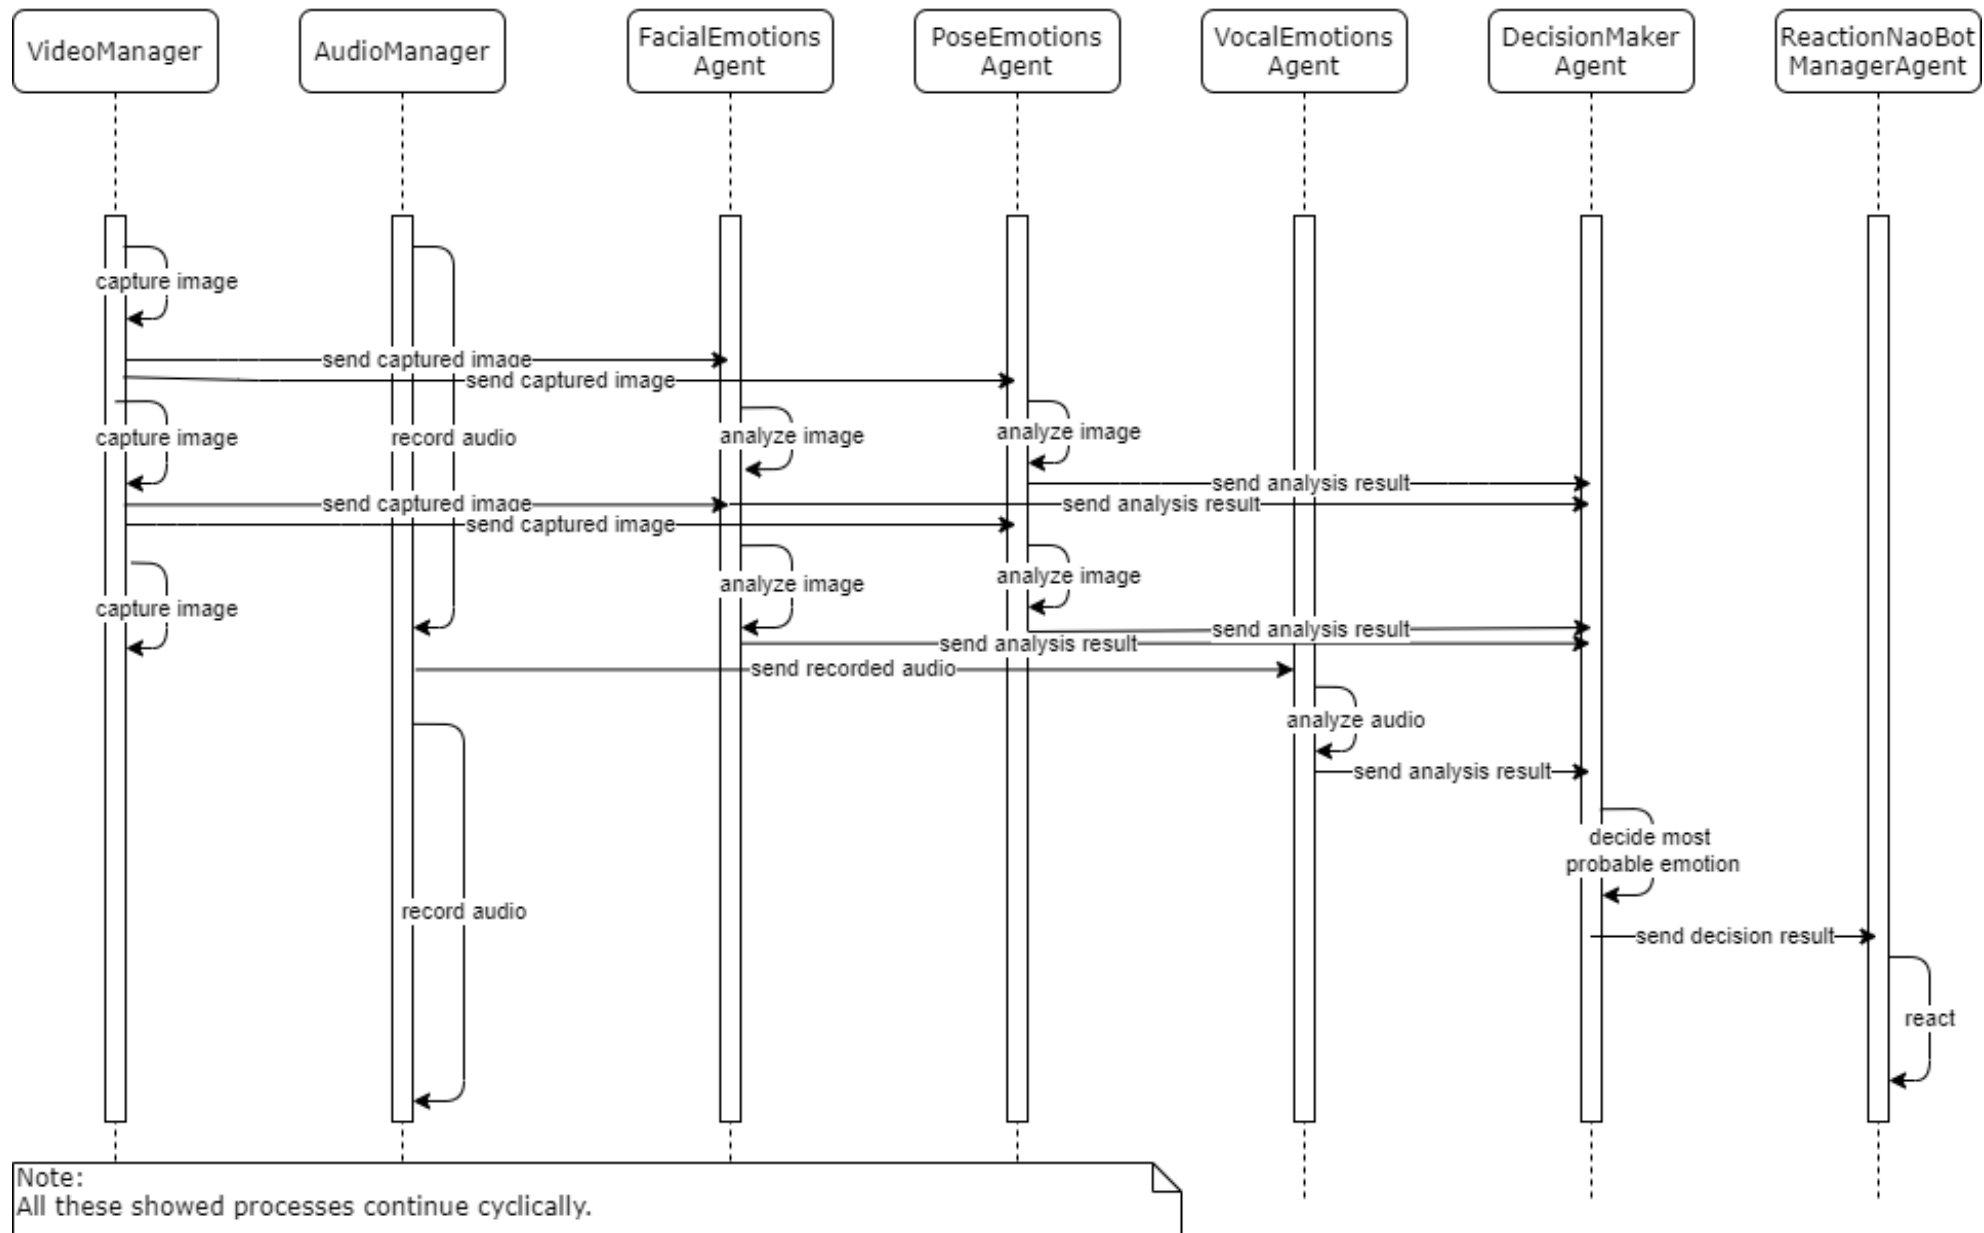 VideoManager
AudioManager
FacialEmotions
Agent
PoseEmotions
Agent
VocalEmotions
Agent
DecisionMaker
Agent
ReactionNaoBot
ManagerAgent
capture image
send captured image
send captured image
capture image
record audio
analyze image
analyze image
send analysis result
send captured image
send analysis result
send captured image
analyze image
analyze image
capture image
send analysis result
send analysis result
send recorded audio
analyze audio
send analysis result
decide most
probable emotion
record audio
send decision result
react
Note:
All these showed processes continue cyclically.